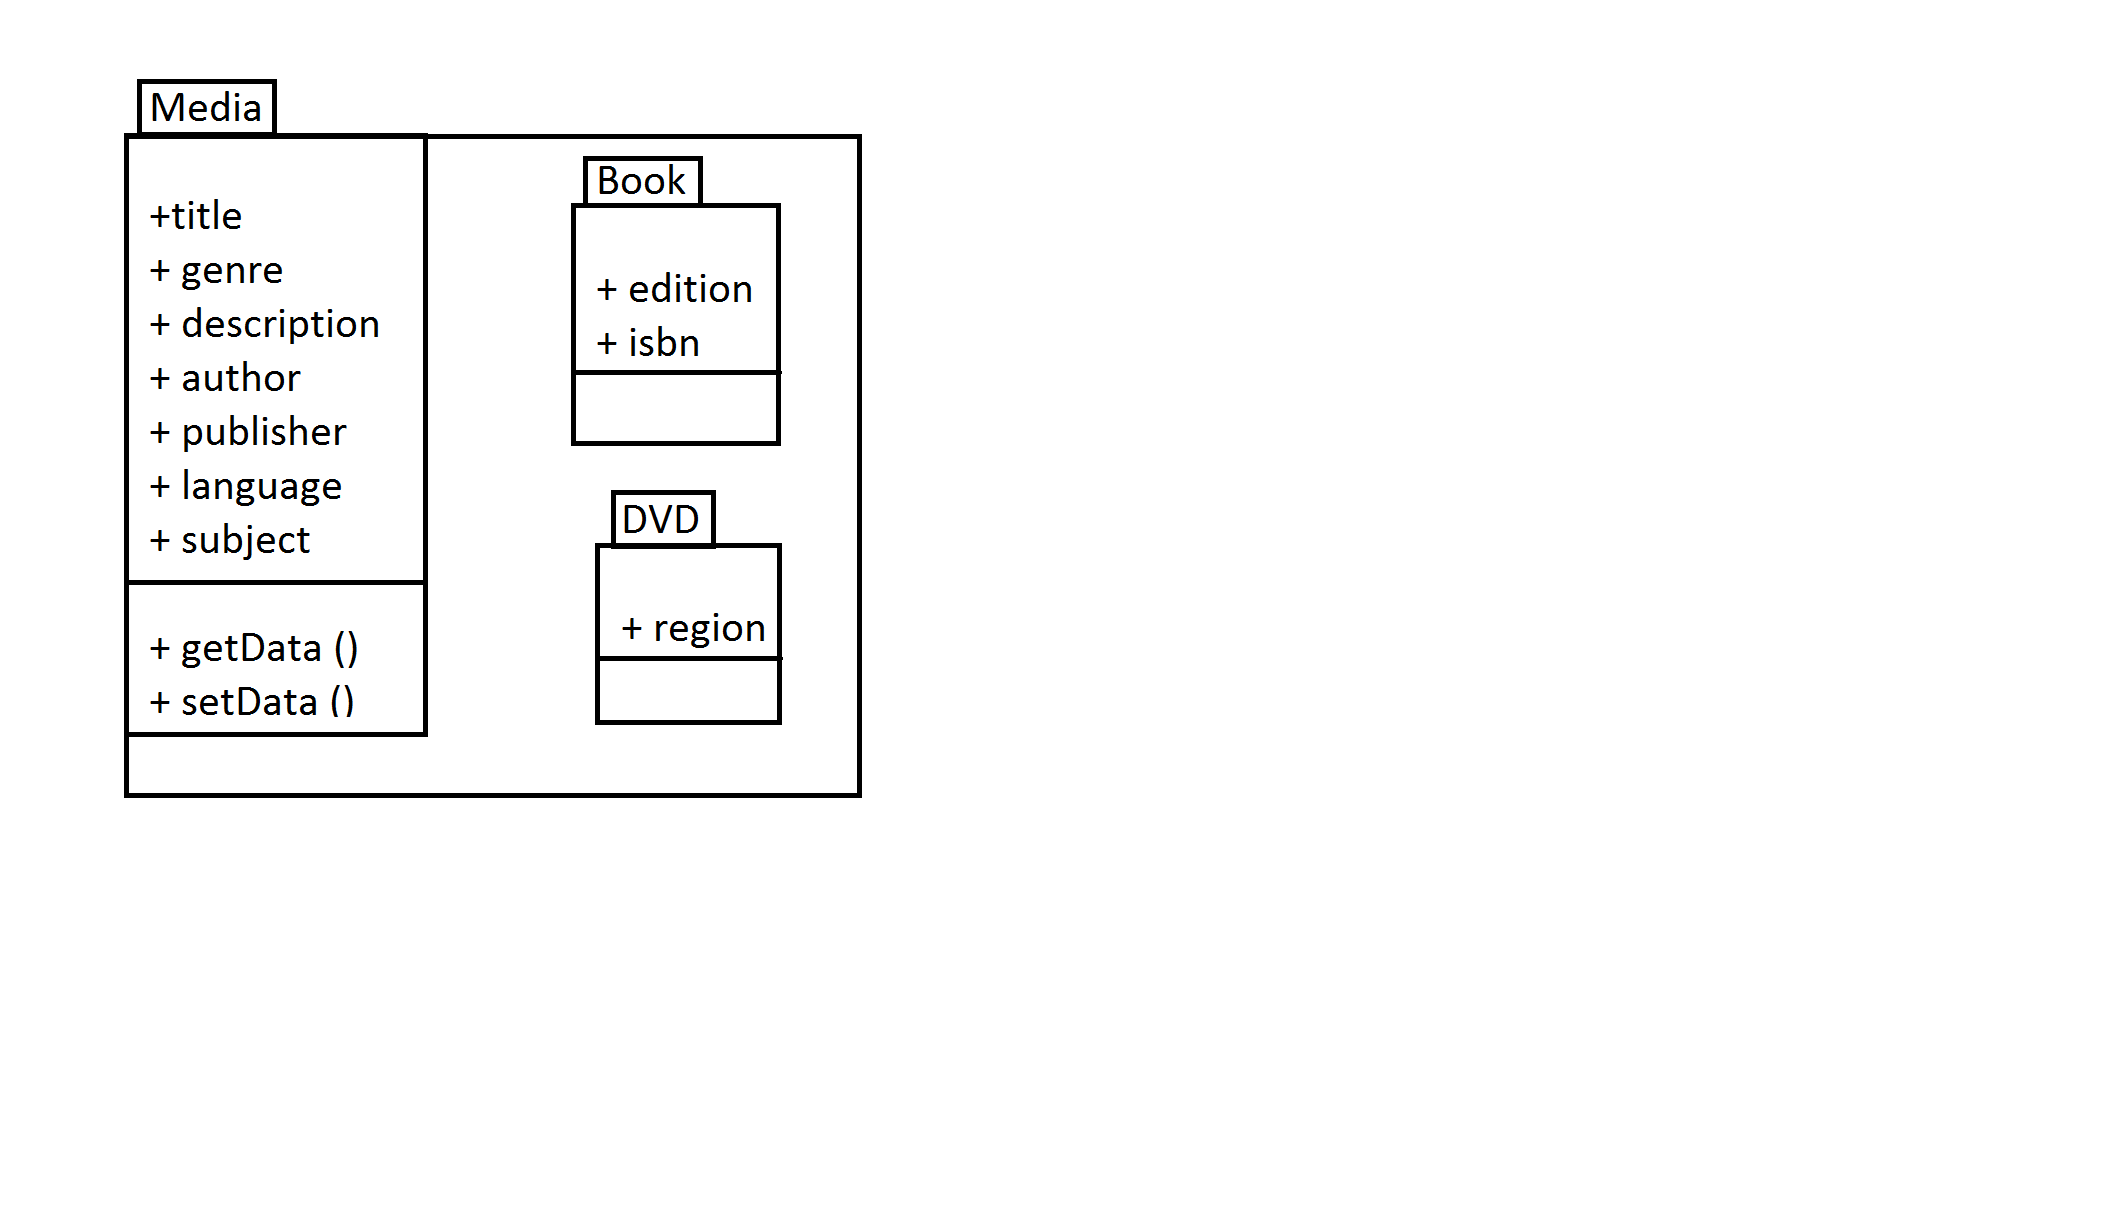 Media
+title
+ genre
+ description
+ author
+ publisher
+ language
+ subject
+ getData ()
+ setData ()
Book
+ edition
+ isbn
DVD
+ region